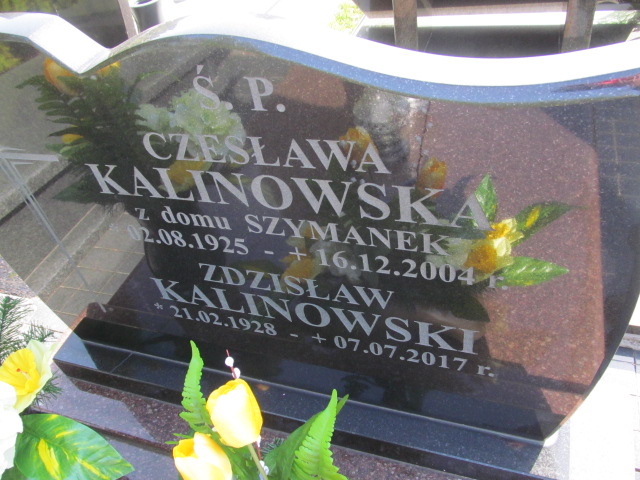 Ś. P.
CZESŁAWA
KALINOWSKA
z domu SZYMANEK
02.08.1925 - + 16.12.2004 r.
ZDZISŁAW
KALINOWSKI
* 21.02.1928 - + 07.07.2017 r.